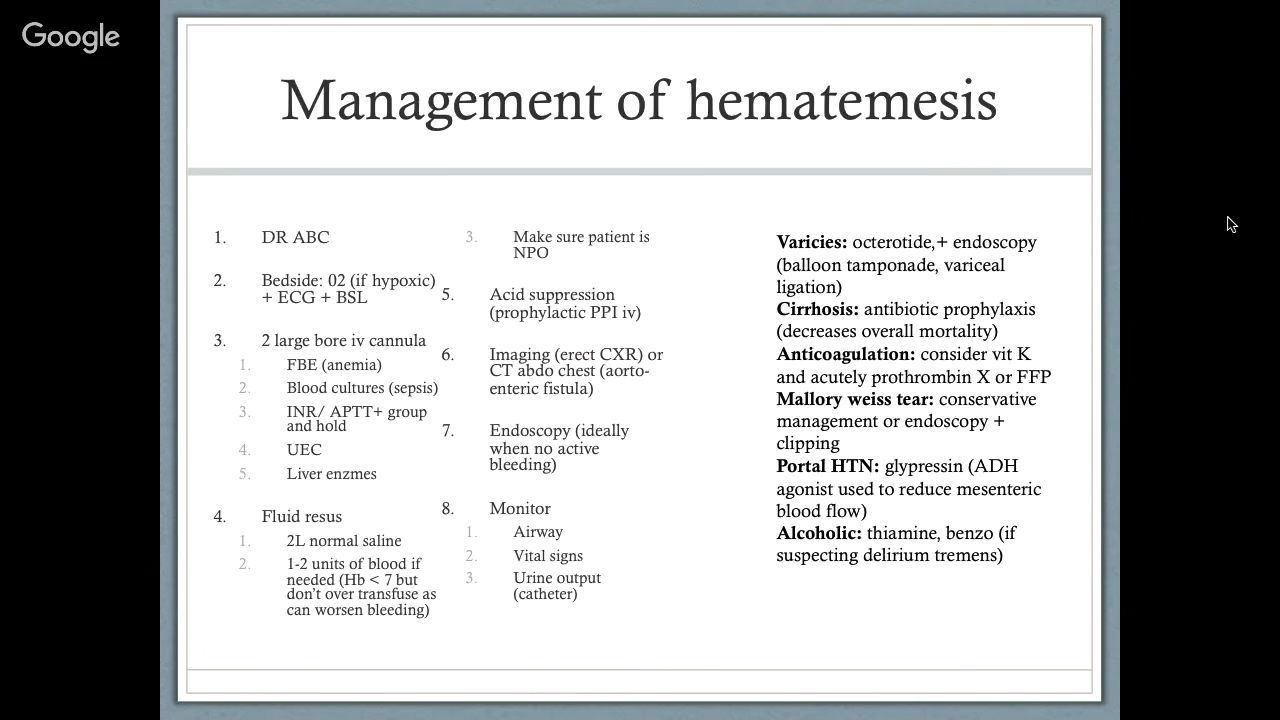 Google
Management of hematemesis
1. DR ABC
2. Bedside: 02 (if hypoxic)
+ ECG + BSL
3. 2 large bore iv cannula
1. FBE (anemia)
2. Blood cultures (sepsis)
3. INR/ APTT+ group
and hold
4. UEC
5. Liver enzmes
4. Fluid resus
1. 2L normal saline
2. 1-2 units of blood if
needed (Hb < 7 but
don't over transfuse as
can worsen bleeding)
3. Make sure patient is
NPO
5. Acid suppression
(prophylactic PPI iv)
6. Imaging (erect CXR) or
CT abdo chest (aorto-
enteric fistula)
7. Endoscopy (ideally
when no active
bleeding)
8. Monitor
1. Airway
2. Vital signs
3. Urine output
(catheter)
Varicies: octerotide,+ endoscopy
(balloon tamponade, variceal
ligation)
Cirrhosis: antibiotic prophylaxis
(decreases overall mortality)
Anticoagulation: consider vit K
and acutely prothrombin X or FFP
Mallory weiss tear: conservative
management or endoscopy +
clipping
Portal HTN: glypressin (ADH
agonist used to reduce mesenteric
blood flow)
Alcoholic: thiamine, benzo (if
suspecting delirium tremens)